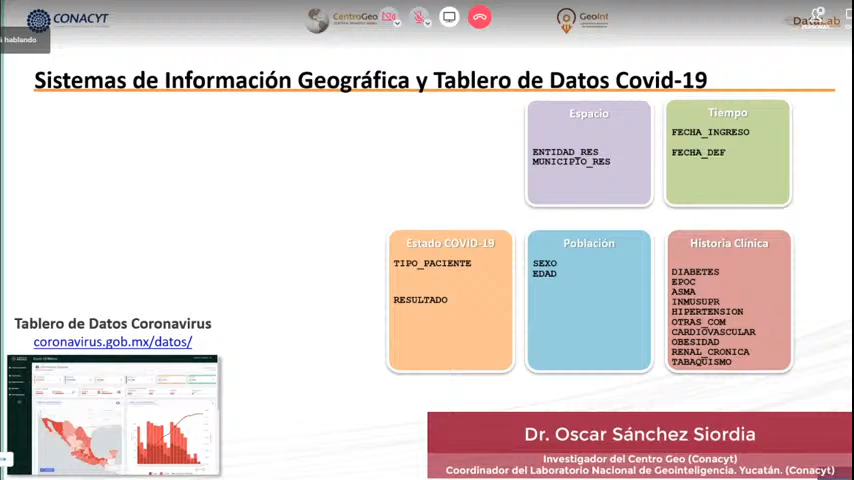 CONACYT
CentroGeo
GeoInt
DataLab
hablando
Sistemas de Información Geográfica y Tablero de Datos Covid-19
Espacio
ENTIDAD_RES
MUNICIPIO_RES
Tiempo
FECHA_INGRESO
FECHA_DEF
Estado COVID-19
TIPO_PACIENTE
RESULTADO
Población
SEXO
EDAD
Historia Clínica
DIABETES
EPOC
ASMA
INMUSUPR
HIPERTENSION
OTRAS_COM
CARDIOVASCULAR
OBESIDAD
RENAL_CRONICA
TABAQUISMO
Tablero de Datos Coronavirus
coronavirus.gob.mx/datos/
Dr. Oscar Sánchez Siordia
Investigador del Centro Geo (Conacyt)
Coordinador del Laboratorio Nacional de Geointeligencia. Yucatán. (Conacyt)